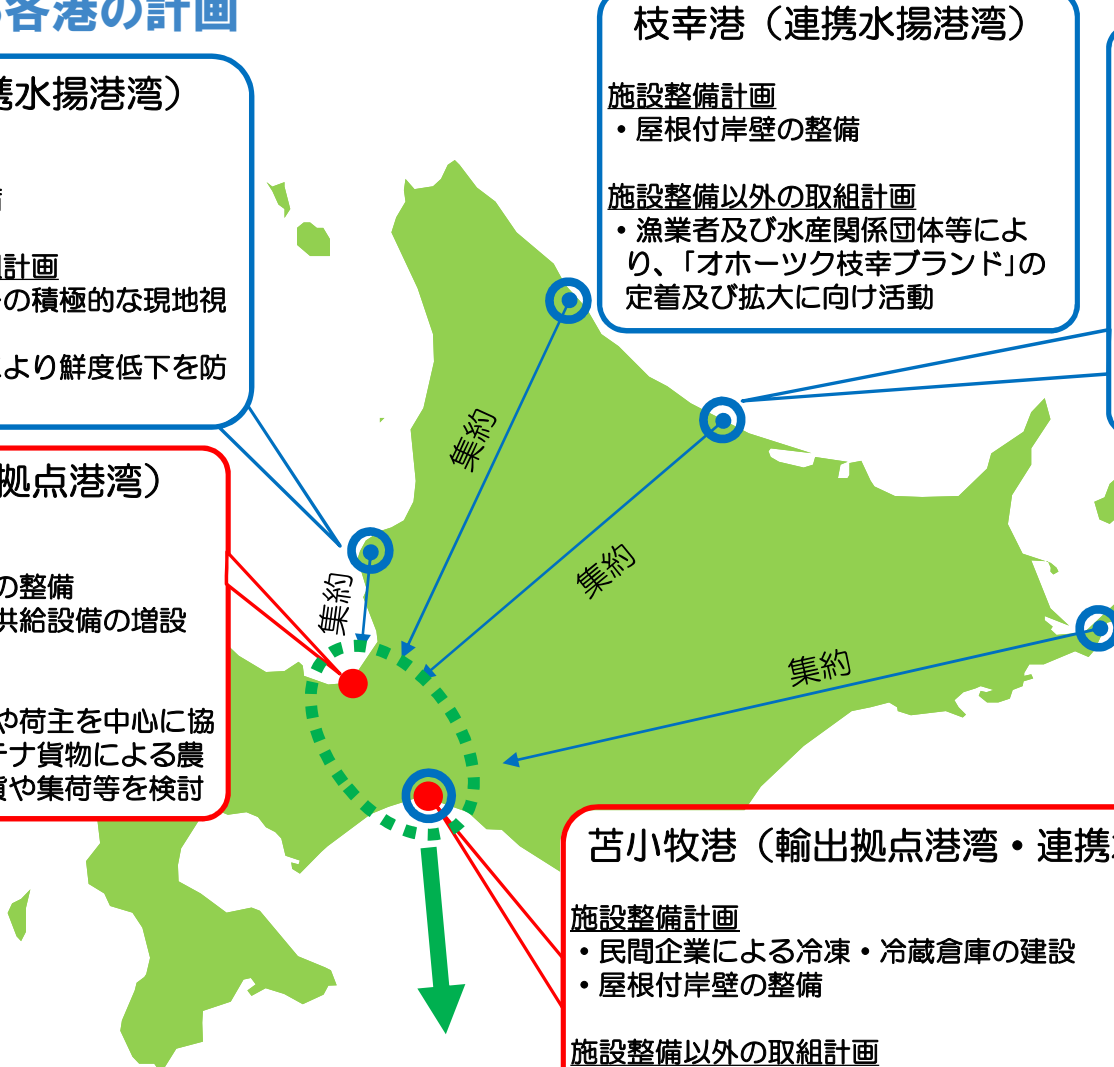 各港の計画
携水揚港湾）
備
組計画
の積極的な現地視
より鮮度低下を防
拠点港湾）
の整備
供給設備の増設
や荷主を中心に協
テナ貨物による農
貨や集荷等を検討
枝幸港（連携水揚港湾）
施設整備計画
・屋根付岸壁の整備
施設整備以外の取組計画
・漁業者及び水産関係団体等によ
り、「オホーツク枝幸ブランド」の
定着及び拡大に向け活動
集約
集約
集約
集約
苫小牧港（輸出拠点港湾・連携
施設整備計画
・民間企業による冷凍・冷蔵倉庫の建設
・屋根付岸壁の整備
施設整備以外の取組計画